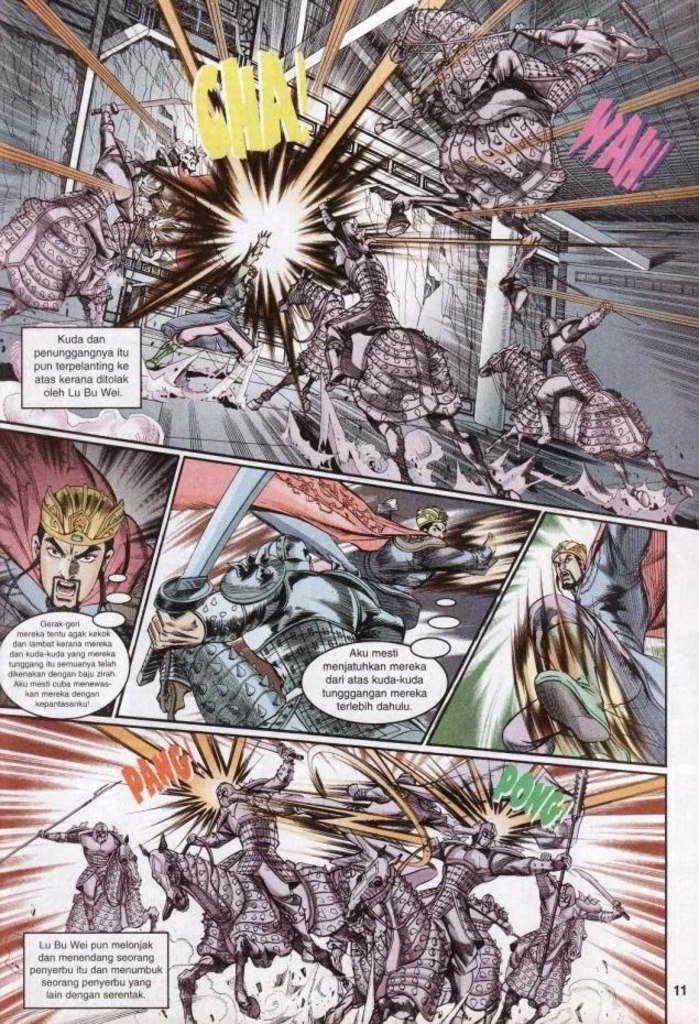 CHA!
WAH!!
Kuda dan
penunggangnya itu
pun terpelanting ke
atas kerana ditolak
oleh Lu Bu Wei.
Gerak-geri
mereka tentu agak kekok
dan lambat kerana mereka
dan kuda-kuda yang mereka
tunggang itu semuanya telah
dikenakan dengan baju zirah.
Aku mesti cuba menewas-
kan mereka dengan
kepantasanku!
Aku mesti
menjatuhkan mereka
dari atas kuda-kuda
tungggangan mereka
terlebih dahulu.
PANG!
PONG!
Lu Bu Wei pun melonjak
dan menendang seorang
penyerbu itu dan menumbuk
seorang penyerbu yang
lain dengan serentak.
11